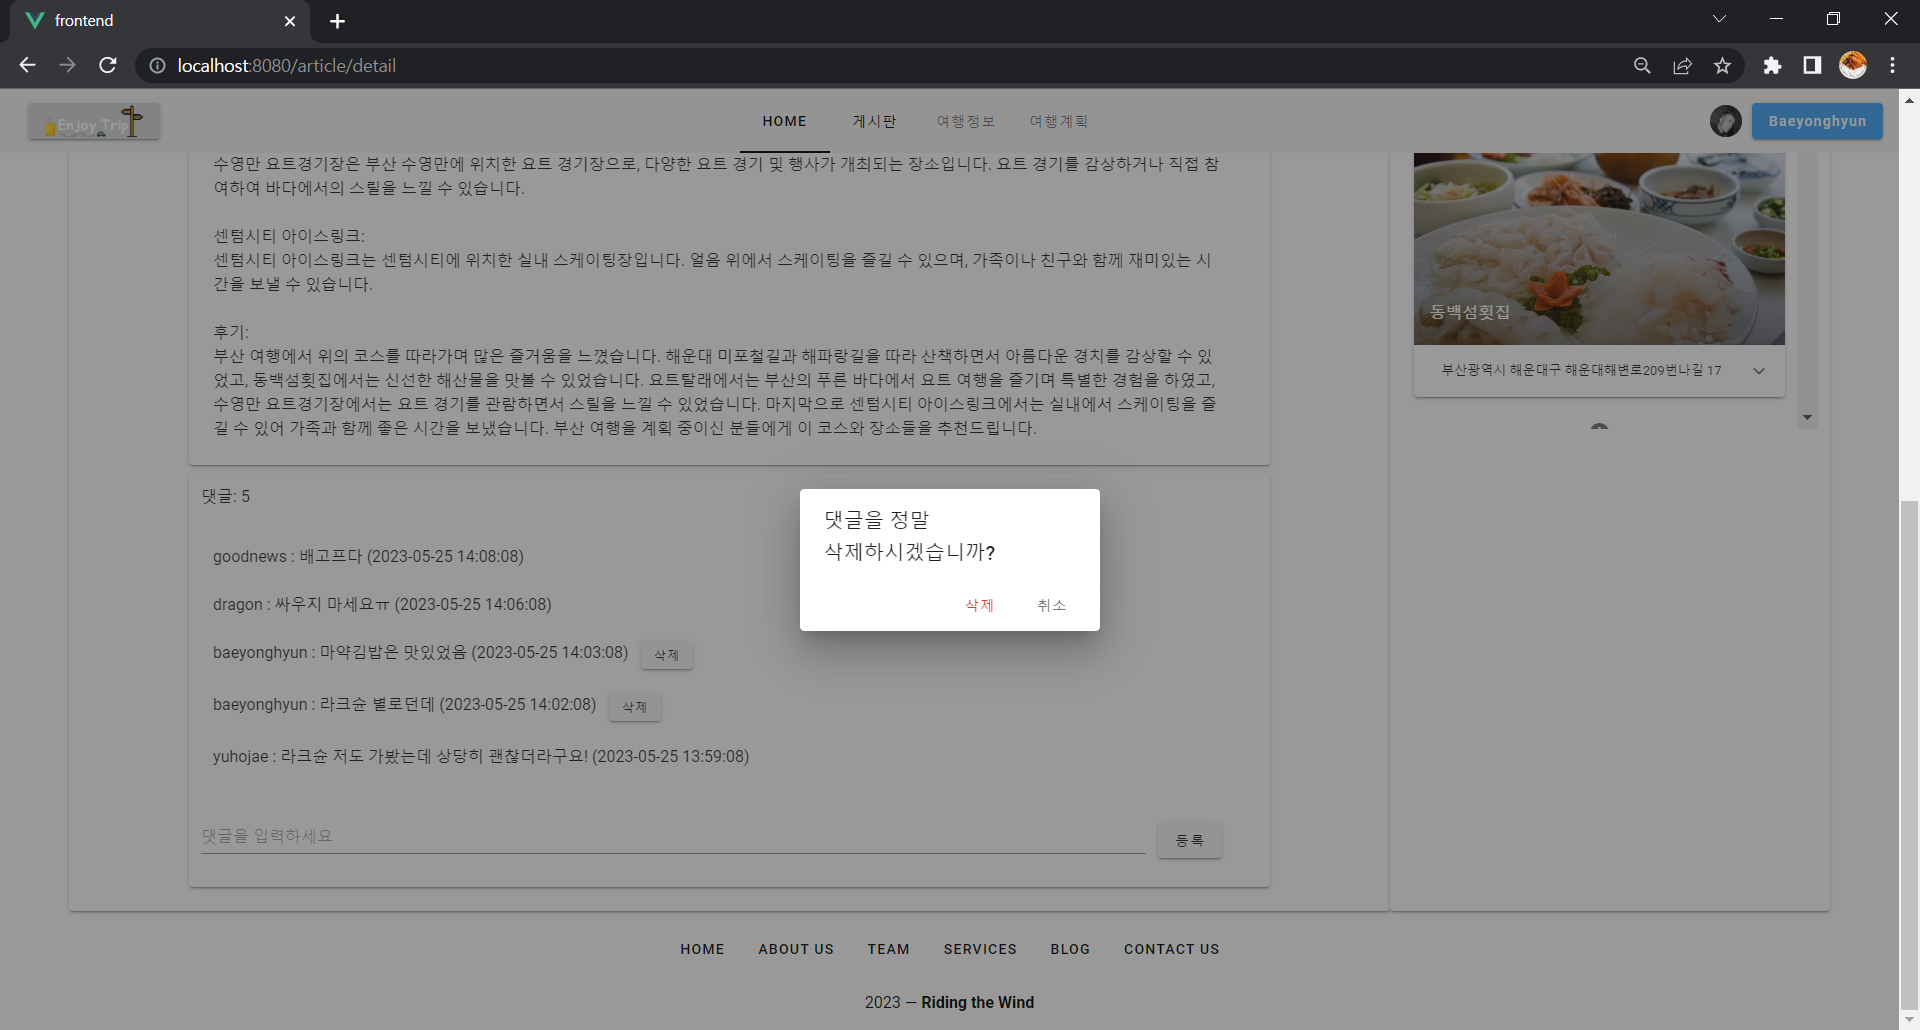 frontend
localhost:8080/article/detail
Enjoy Trip
HOME
게시판
여행정보
여행계획
Baeyonghyun
수영만 요트경기장은 부산 수영만에 위치한 요트 경기장으로, 다양한 요트 경기 및 행사가 개최되는 장소입니다. 요트 경기를 감상하거나 직접 참
여하여 바다에서의 스릴을 느낄 수 있습니다.
센텀시티 아이스링크:
센텀시티 아이스링크는 센텀시티에 위치한 실내 스케이팅장입니다. 얼음 위에서 스케이팅을 즐길 수 있으며, 가족이나 친구와 함께 재미있는 시
간을 보낼 수 있습니다.
후기:
부산 여행에서 위의 코스를 따라가며 많은 즐거움을 느꼈습니다. 해운대 미포철길과 해파랑길을 따라 산책하면서 아름다운 경치를 감상할 수 있
었고, 동백섬횟집에서는 신선한 해산물을 맛볼 수 있었습니다. 요트탈래에서는 부산의 푸른 바다에서 요트 여행을 즐기며 특별한 경험을 하였고,
수영만 요트경기장에서는 요트 경기를 관람하면서 스릴을 느낄 수 있었습니다. 마지막으로 센텀시티 아이스링크에서는 실내에서 스케이팅을 즐
길 수 있어 가족과 함께 좋은 시간을 보냈습니다. 부산 여행을 계획 중이신 분들에게 이 코스와 장소들을 추천드립니다.
동백섬횟집
부산광역시 해운대구 해운대해변로209번나길 17
댓글: 5
goodnews : 배고프다 (2023-05-25 14:08:08)
dragon : 싸우지 마세요ㅠ (2023-05-25 14:06:08)
baeyonghyun : 마약김밥은 맛있었음 (2023-05-25 14:03:08)
삭제
baeyonghyun : 라크슌 별로던데 (2023-05-25 14:02:08)
삭제
yuhojae : 라크슌 저도 가봤는데 상당히 괜찮더라구요! (2023-05-25 13:59:08)
댓글을 입력하세요
등록
댓글을 정말
삭제하시겠습니까?
삭제
취소
HOME
ABOUT US
TEAM
SERVICES
BLOG
CONTACT US
2023 — Riding the Wind